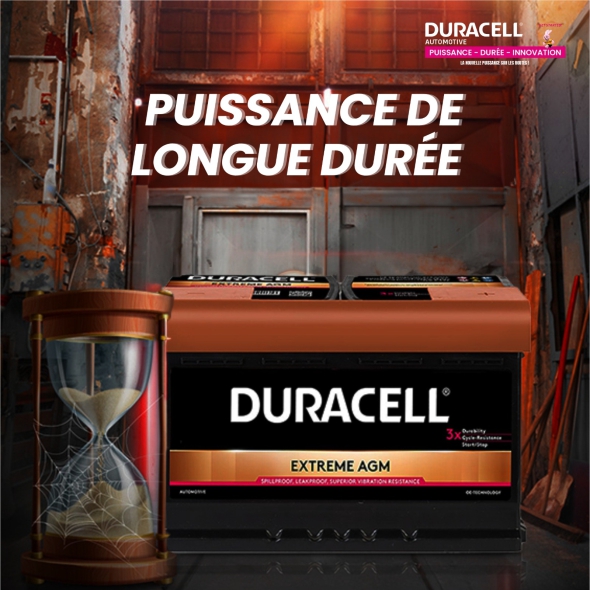 DURACELL®
AUTOMOTIVE
PUISSANCE - DURÉE - INNOVATION
LA NOUVELLE PUISSANCE SUR LES ROUTES !
PUISSANCE DE
LONGUE DURÉE
DURACELL
EXTREME AGM
DURACELL®
3x Durability
Cycle-Resistance
Start/Stop
EXTREME AGM
SPILLPROOF, LEAKPROOF, SUPERIOR VIBRATION RESISTANCE
AUTOMOTIVE
OE-TECHNOLOGY